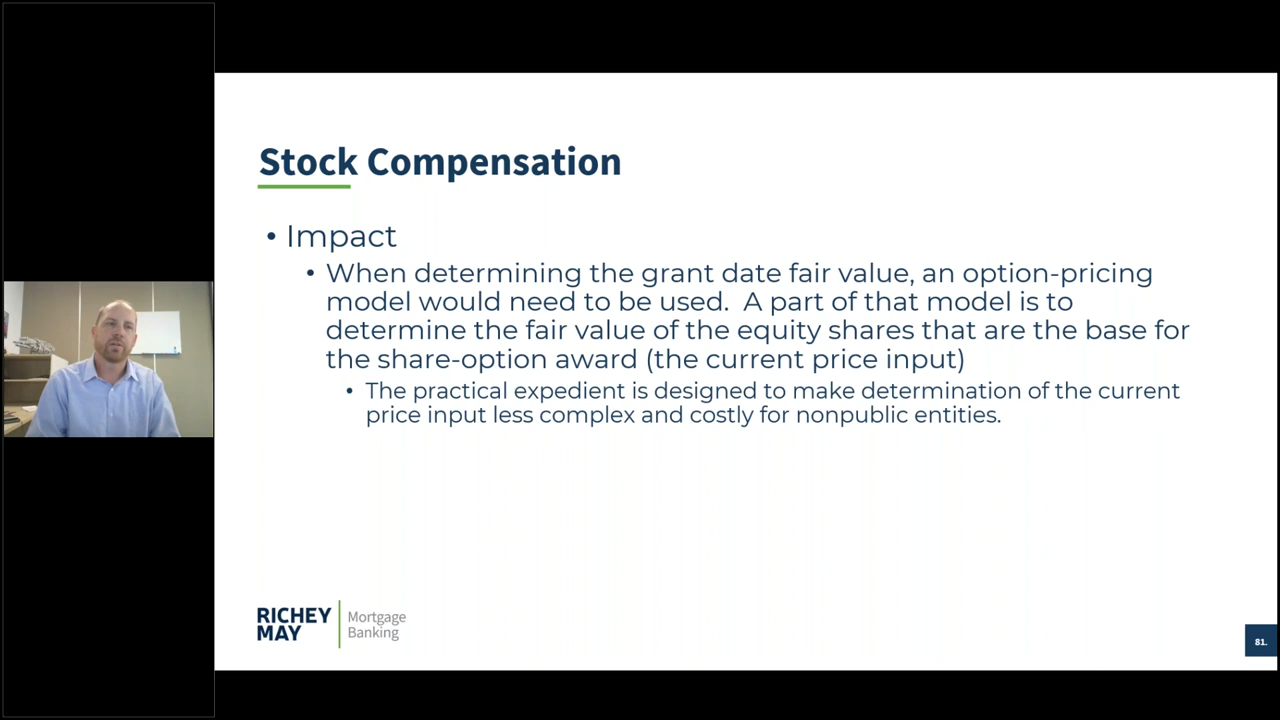 Stock Compensation
• Impact
• When determining the grant date fair value, an option-pricing
model would need to be used.  A part of that model is to
determine the fair value of the equity shares that are the base for
the share-option award (the current price input)
• The practical expedient is designed to make determination of the current
price input less complex and costly for nonpublic entities.
RICHEY
MAY
Mortgage
Banking
81.